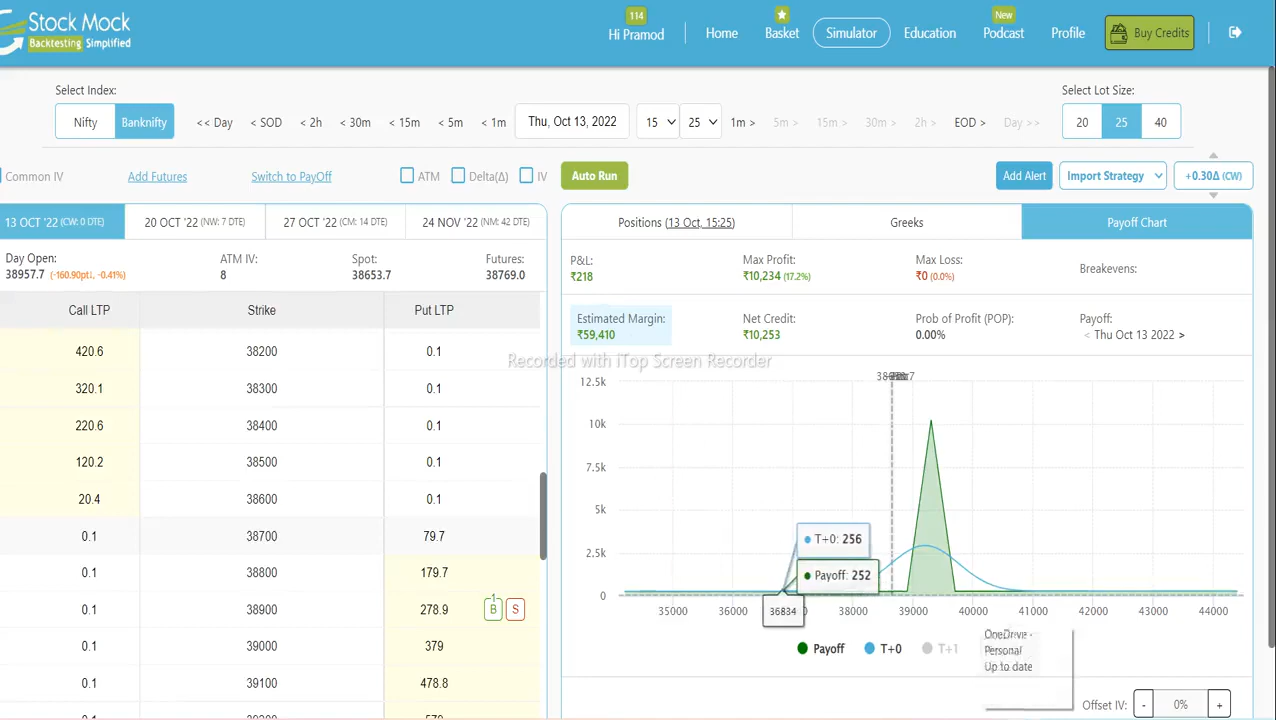 Stock Mock
Backtesting Simplified
114
Hi Pramod
Home
Basket
Simulator
Education
New
Podcast
Profile
Buy Credits
Select Index:
Nifty
Banknifty
<< Day
< SOD
< 2h
< 30m
< 15m
< 5m
< 1m
Thu, Oct 13, 2022
15
25
1m >
5m >
15m >
30m >
2h >
EOD >
Day >>
Select Lot Size:
20
25
40
Common IV
Add Futures
Switch to PayOff
ATM
Delta(Δ)
IV
Auto Run
Add Alert
Import Strategy
+0.30Δ (CW)
13 OCT '22 (CW: 0 DTE)
20 OCT '22 (NW: 7 DTE)
27 OCT '22 (CM: 14 DTE)
24 NOV '22 (NM: 42 DTE)
Day Open:
38957.7 (-160.90pts, -0.41%)
ATM IV:
8
Spot:
38653.7
Futures:
38769.0
Call LTP Strike Put LTP
420.6 38200 0.1
320.1 38300 0.1
220.6 38400 0.1
120.2 38500 0.1
20.4 38600 0.1
0.1 38700 79.7
0.1 38800 179.7
0.1 38900 278.9 1 B S
0.1 39000 379
0.1 39100 478.8
Positions (13 Oct, 15:25)
Greeks
Payoff Chart
P&L:
₹218
Max Profit:
₹10,234 (17.2%)
Max Loss:
₹0 (0.0%)
Breakevens:
Estimated Margin:
₹59,410
Net Credit:
₹10,253
Prob of Profit (POP):
0.00%
Payoff:
< Thu Oct 13 2022 >
Recorded with iTop Screen Recorder
12.5k
10k
7.5k
5k
2.5k
0
T+0: 256
Payoff: 252
36834
35000 36000 38000 39000 40000 41000 42000 43000 44000
Payoff
T+0
T+1
OneDrive -
Personal
Up to date
Offset IV:
-
0%
+